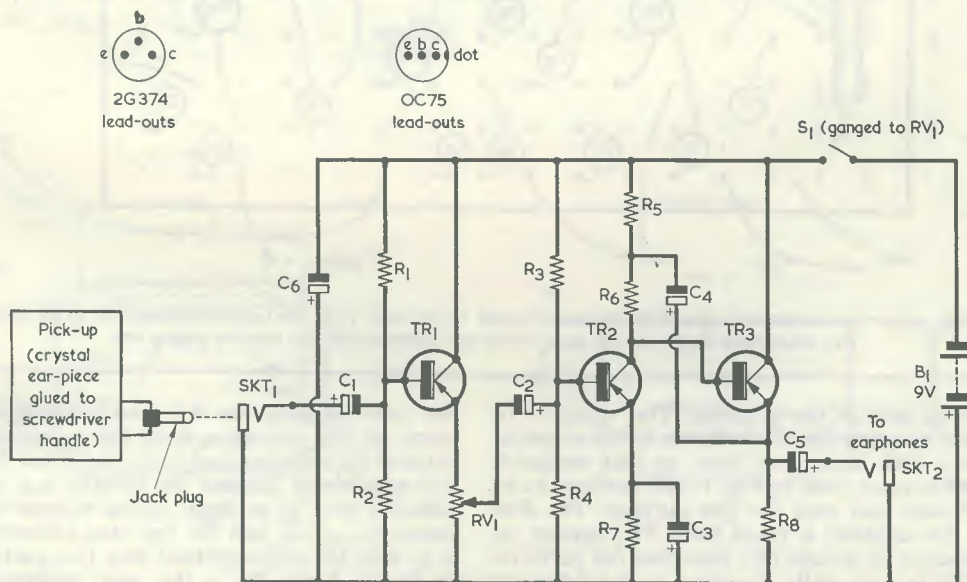 b
e c
2G374
lead-outs
e b c dot
OC75
lead-outs
S1 (ganged to RV1)
R5
R1
R3
C6
+
R6
C4
+
Pick-up
(crystal
ear-piece
glued to
screwdriver
handle)
TR1
TR2
TR3
B1
9V
+
SKT1
C1
+
C2
+
To
earphones
C5
+
SKT2
Jack plug
R2
RV1
R4
R7
C3
+
R8